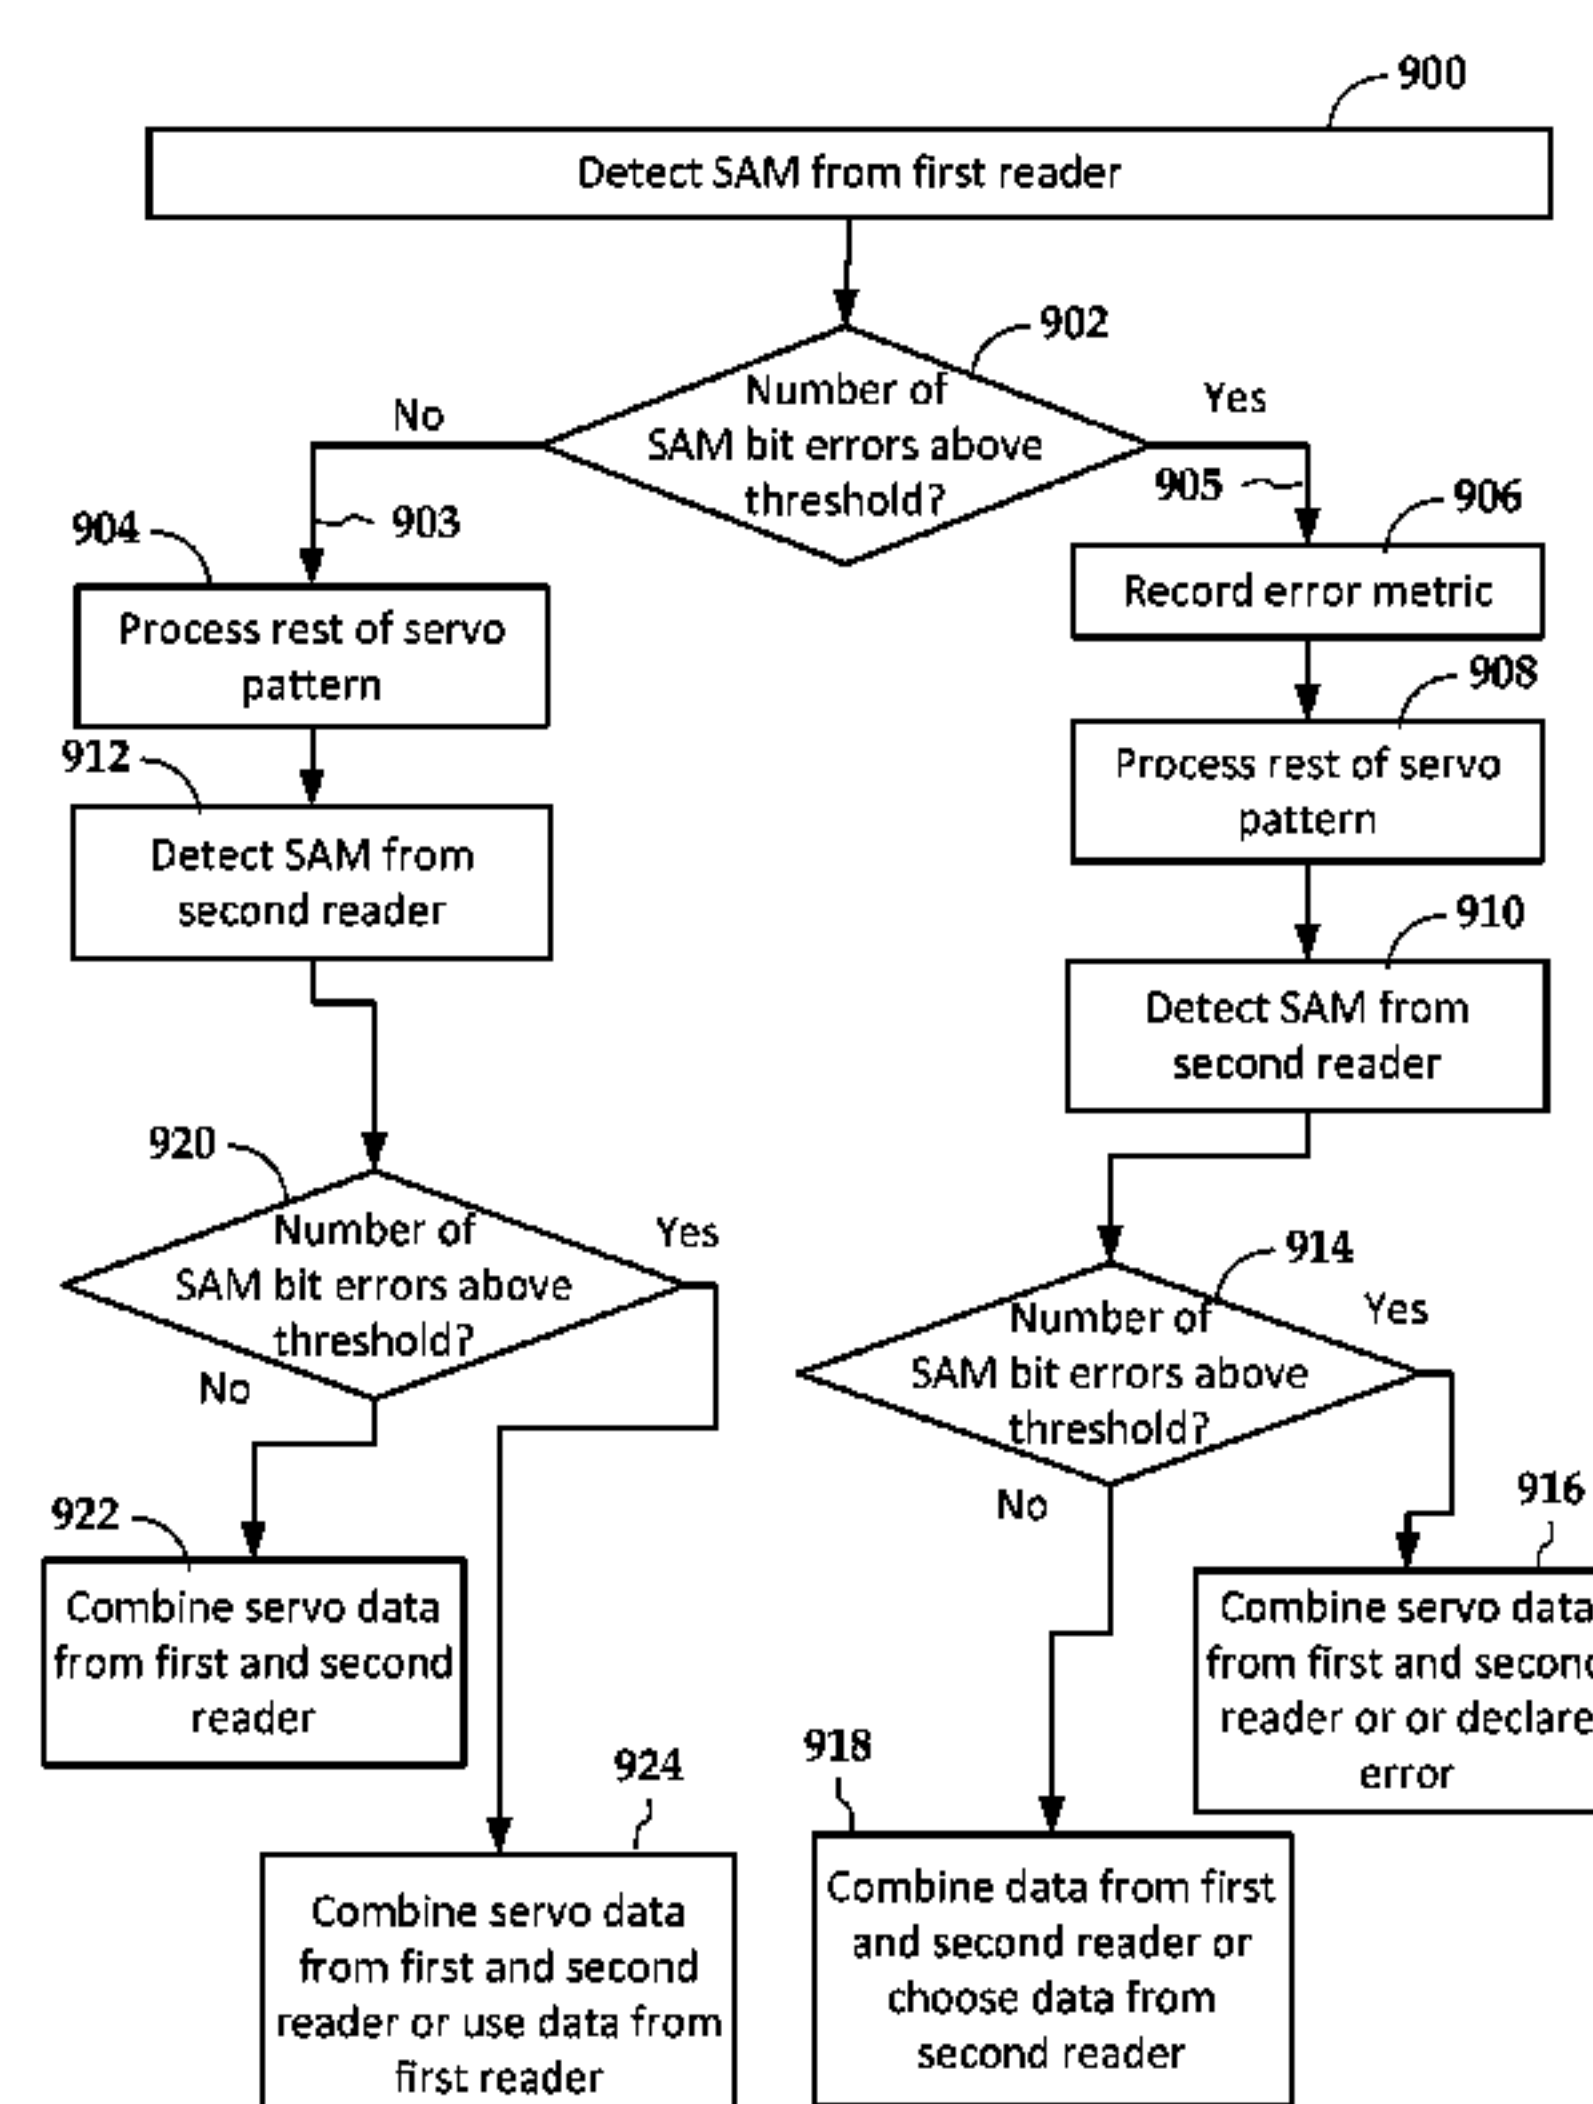 900
Detect SAM from first reader
902
Number of
SAM bit errors above
threshold?
No
Yes
903
905
904
Process rest of servo
pattern
906
Record error metric
908
Process rest of servo
pattern
912
Detect SAM from
second reader
910
Detect SAM from
second reader
920
Number of
SAM bit errors above
threshold?
Yes
No
914
Number of
SAM bit errors above
threshold?
Yes
No
922
Combine servo data
from first and second
reader
916
Combine servo data
from first and second
reader or or declare
error
924
Combine servo data
from first and second
reader or use data from
first reader
918
Combine data from first
and second reader or
choose data from
second reader